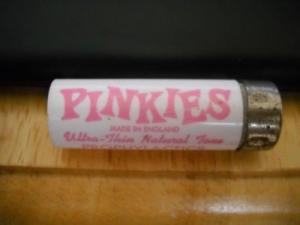 PINKIES
MADE IN ENGLAND
Ultra-Thin Natural Tone